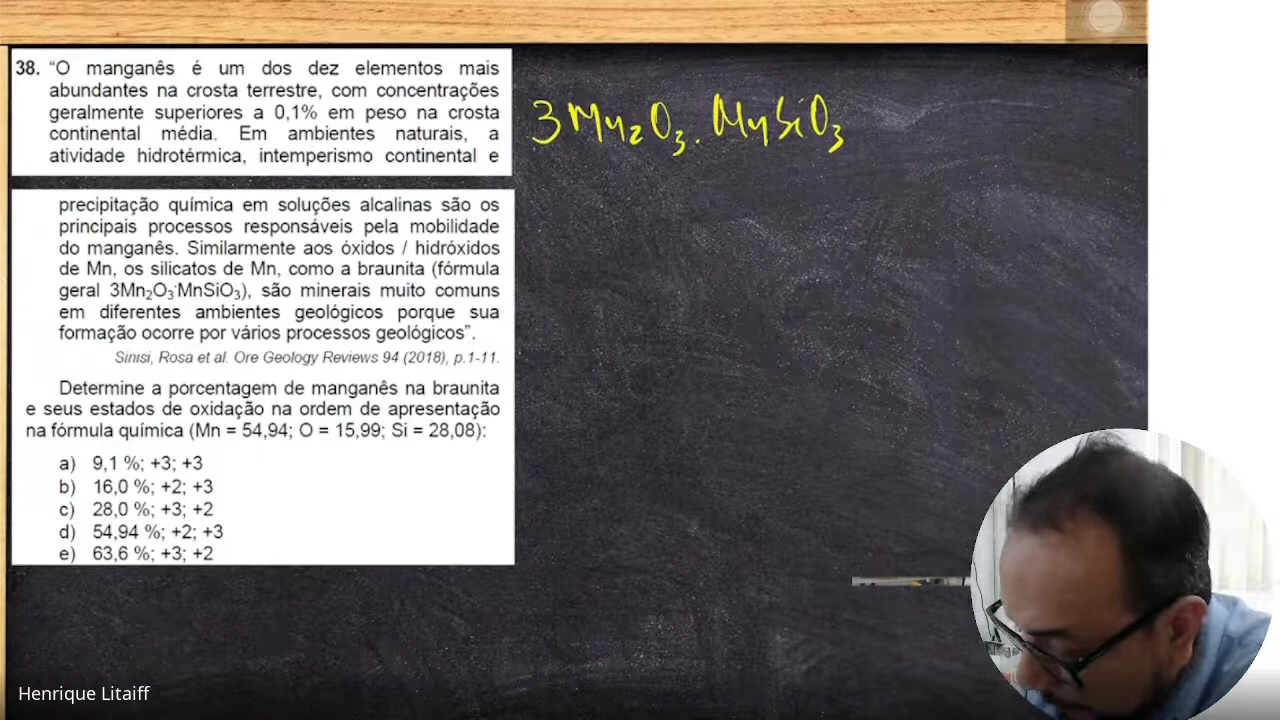 38. “O manganês é um dos dez elementos mais
abundantes na crosta terrestre, com concentrações
geralmente superiores a 0,1% em peso na crosta
continental média. Em ambientes naturais, a
atividade hidrotérmica, intemperismo continental e
precipitação química em soluções alcalinas são os
principais processos responsáveis pela mobilidade
do manganês. Similarmente aos óxidos / hidróxidos
de Mn, os silicatos de Mn, como a braunita (fórmula
geral 3Mn₂O₃·MnSiO₃), são minerais muito comuns
em diferentes ambientes geológicos porque sua
formação ocorre por vários processos geológicos”.
Sinisi, Rosa et al. Ore Geology Reviews 94 (2018), p.1-11.
Determine a porcentagem de manganês na braunita
e seus estados de oxidação na ordem de apresentação
na fórmula química (Mn = 54,94; O = 15,99; Si = 28,08):
a) 9,1 %; +3; +3
b) 16,0 %; +2; +3
c) 28,0 %; +3; +2
d) 54,94 %; +2; +3
e) 63,6 %; +3; +2
3Mn₂O₃.MnSiO₃
Henrique Litaiff